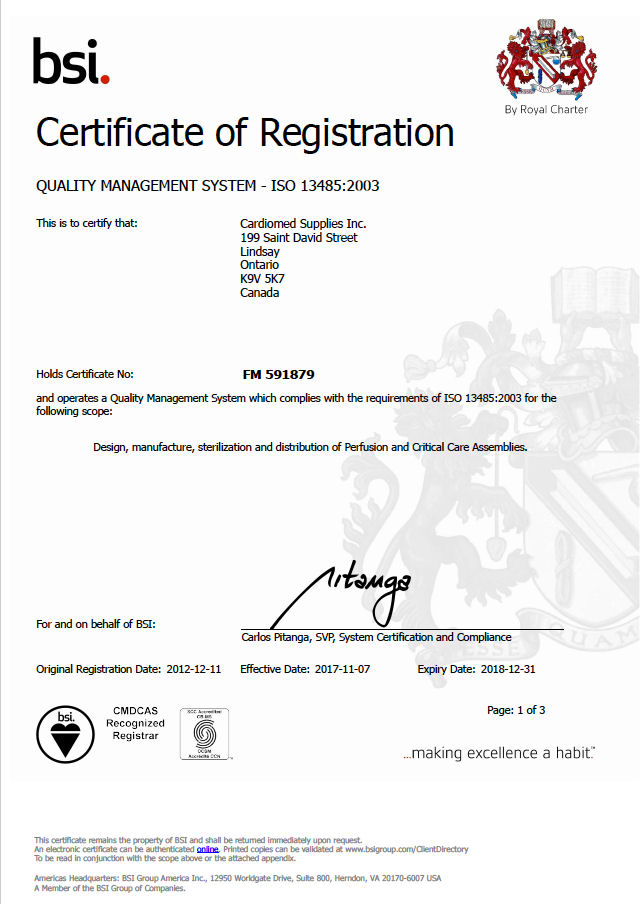 bsi.
By Royal Charter
Certificate of Registration
QUALITY MANAGEMENT SYSTEM - ISO 13485:2003
This is to certify that: Cardiomed Supplies Inc.
199 Saint David Street
Lindsay
Ontario
K9V 5K7
Canada
Holds Certificate No: FM 591879
and operates a Quality Management System which complies with the requirements of ISO 13485:2003 for the
following scope:
Design, manufacture, sterilization and distribution of Perfusion and Critical Care Assemblies.
Pitanga
For and on behalf of BSI:
Carlos Pitanga, SVP, System Certification and Compliance
ESSE QUAM
Original Registration Date: 2012-12-11 Effective Date: 2017-11-07 Expiry Date: 2018-12-31
Page: 1 of 3
bsi.
CMDCAS
Recognized
Registrar
SCC Accredited
CB-MS
OCSM
Accrédité CCN
...making excellence a habit.™
This certificate remains the property of BSI and shall be returned immediately upon request.
An electronic certificate can be authenticated online. Printed copies can be validated at www.bsigroup.com/ClientDirectory
To be read in conjunction with the scope above or the attached appendix.
Americas Headquarters: BSI Group America Inc., 12950 Worldgate Drive, Suite 800, Herndon, VA 20170-6007 USA
A Member of the BSI Group of Companies.